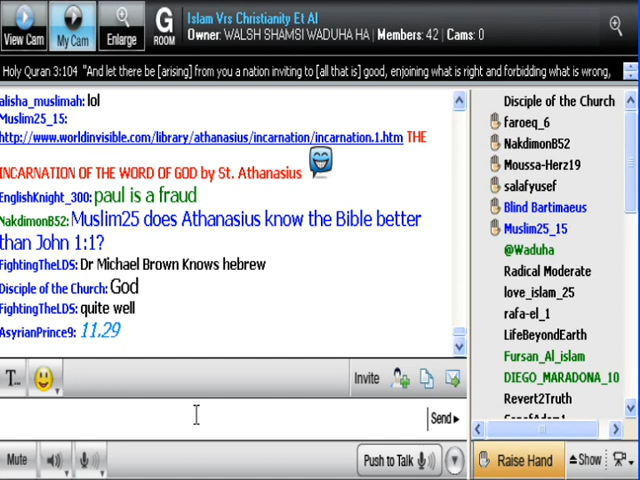 View Cam
My Cam
Enlarge
G
ROOM
Islam Vrs Christianity Et Al
Owner: WALSH SHAMSI WADUHA HA | Members: 42 | Cams: 0
Holy Quran 3:104 "And let there be [arising] from you a nation inviting to [all that is] good, enjoining what is right and forbidding what is wrong,
alisha_muslimah: lol
Muslim25_15:
http://www.worldinvisible.com/library/athanasius/incarnation/incarnation.1.htm THE
INCARNATION OF THE WORD OF GOD by St. Athanasius
EnglishKnight_300: paul is a fraud
NakdimonB52: Muslim25 does Athanasius know the Bible better
than John 1:1?
FightingTheLDS: Dr Michael Brown Knows hebrew
Disciple of the Church: God
FightingTheLDS: quite well
AsyrianPrince9: 11,29
Disciple of the Church
faroeq_6
NakdimonB52
Moussa-Herz19
salafyusef
Blind Bartimaeus
Muslim25_15
@Waduha
Radical Moderate
love_islam_25
rafa-el_1
LifeBeyondEarth
Fursan_Al_islam
DIEGO_MARADONA_10
Revert2Truth
T...
Invite
Send
Mute
Push to Talk
Raise Hand
Show